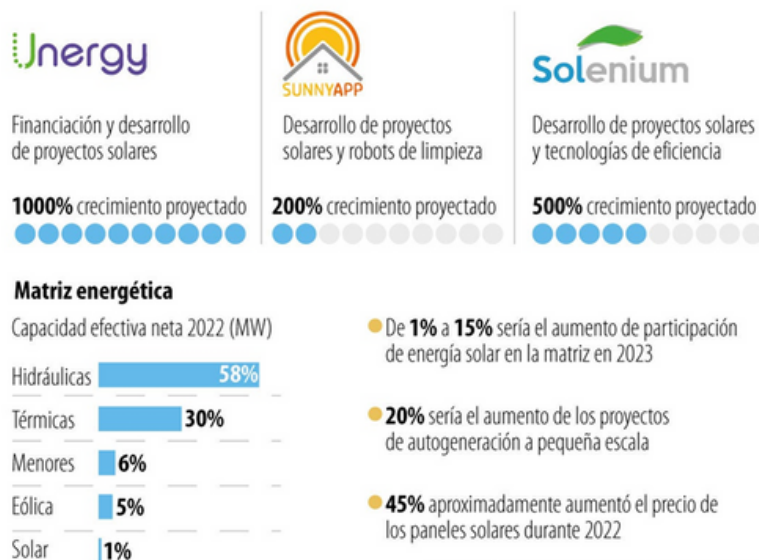 Unergy
Financiación y desarrollo
de proyectos solares
1000% crecimiento proyectado
SUNNYAPP
Desarrollo de proyectos
solares y robots de limpieza
200% crecimiento proyectado
Solenium
Desarrollo de proyectos solares
y tecnologías de eficiencia
500% crecimiento proyectado
Matriz energética
Capacidad efectiva neta 2022 (MW)
Hidráulicas 58%
Térmicas 30%
Menores 6%
Eólica 5%
Solar 1%
De 1% a 15% sería el aumento de participación
de energía solar en la matriz en 2023
20% sería el aumento de los proyectos
de autogeneración a pequeña escala
45% aproximadamente aumentó el precio de
los paneles solares durante 2022